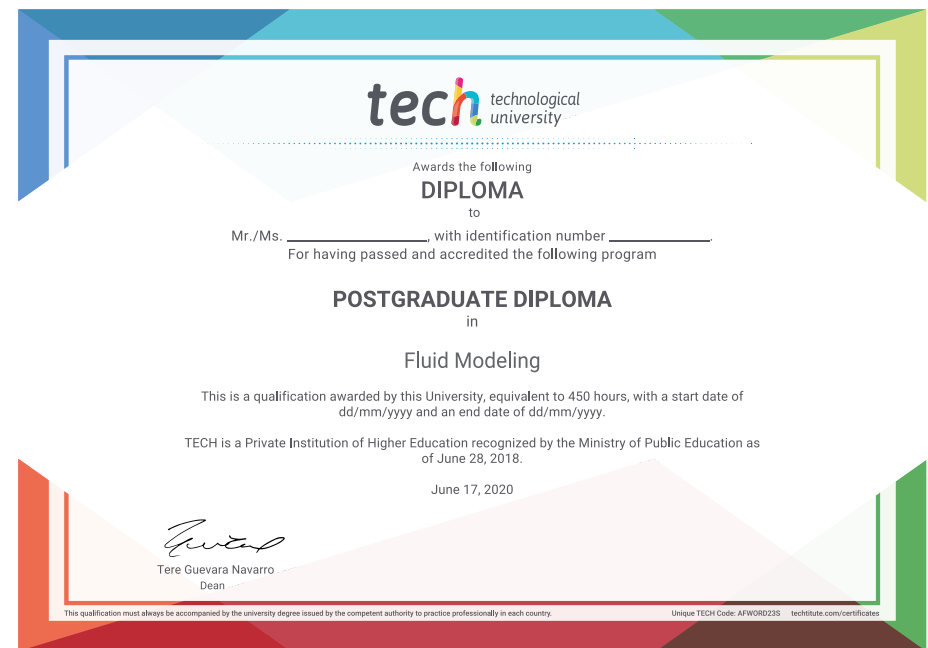 tech technological
university
Awards the following
DIPLOMA
to
Mr./Ms. ____________________, with identification number ______________.
For having passed and accredited the following program
POSTGRADUATE DIPLOMA
in
Fluid Modeling
This is a qualification awarded by this University, equivalent to 450 hours, with a start date of
dd/mm/yyyy and an end date of dd/mm/yyyy.
TECH is a Private Institution of Higher Education recognized by the Ministry of Public Education as
of June 28, 2018.
June 17, 2020
Tere Guevara Navarro
Dean
This qualification must always be accompanied by the university degree issued by the competent authority to practice professionally in each country. Unique TECH Code: AFWORD23S techtitute.com/certificates